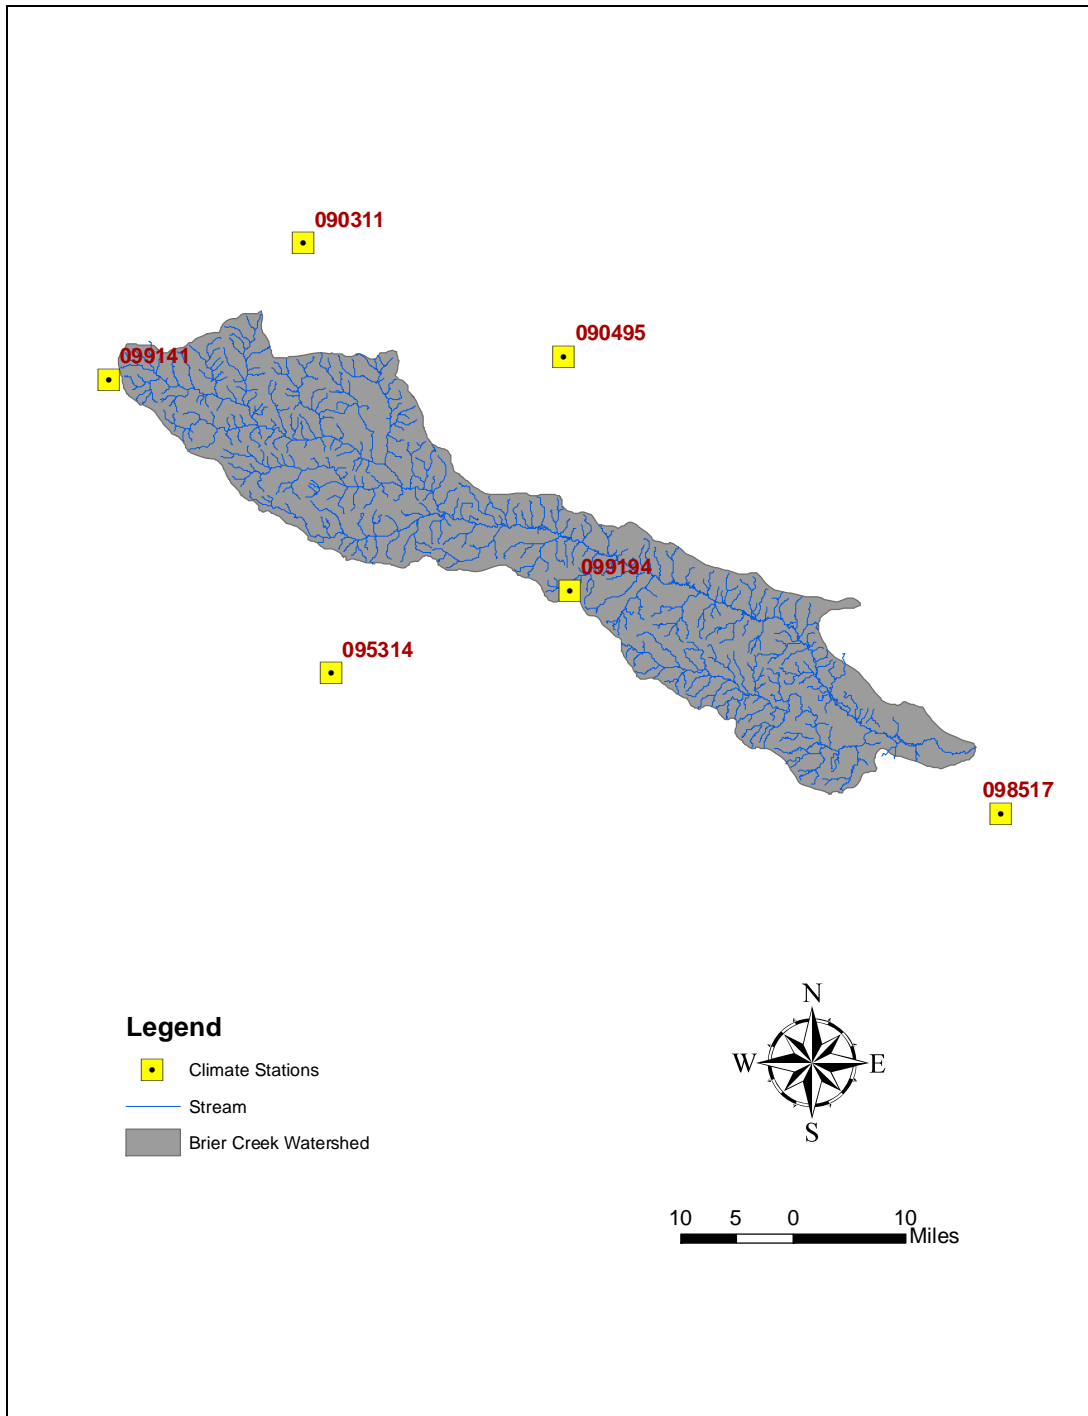 090311
090495
099141
099194
095314
098517
N
W E
S
Legend
Climate Stations
Stream
Brier Creek Watershed
10 5 0 10
Miles